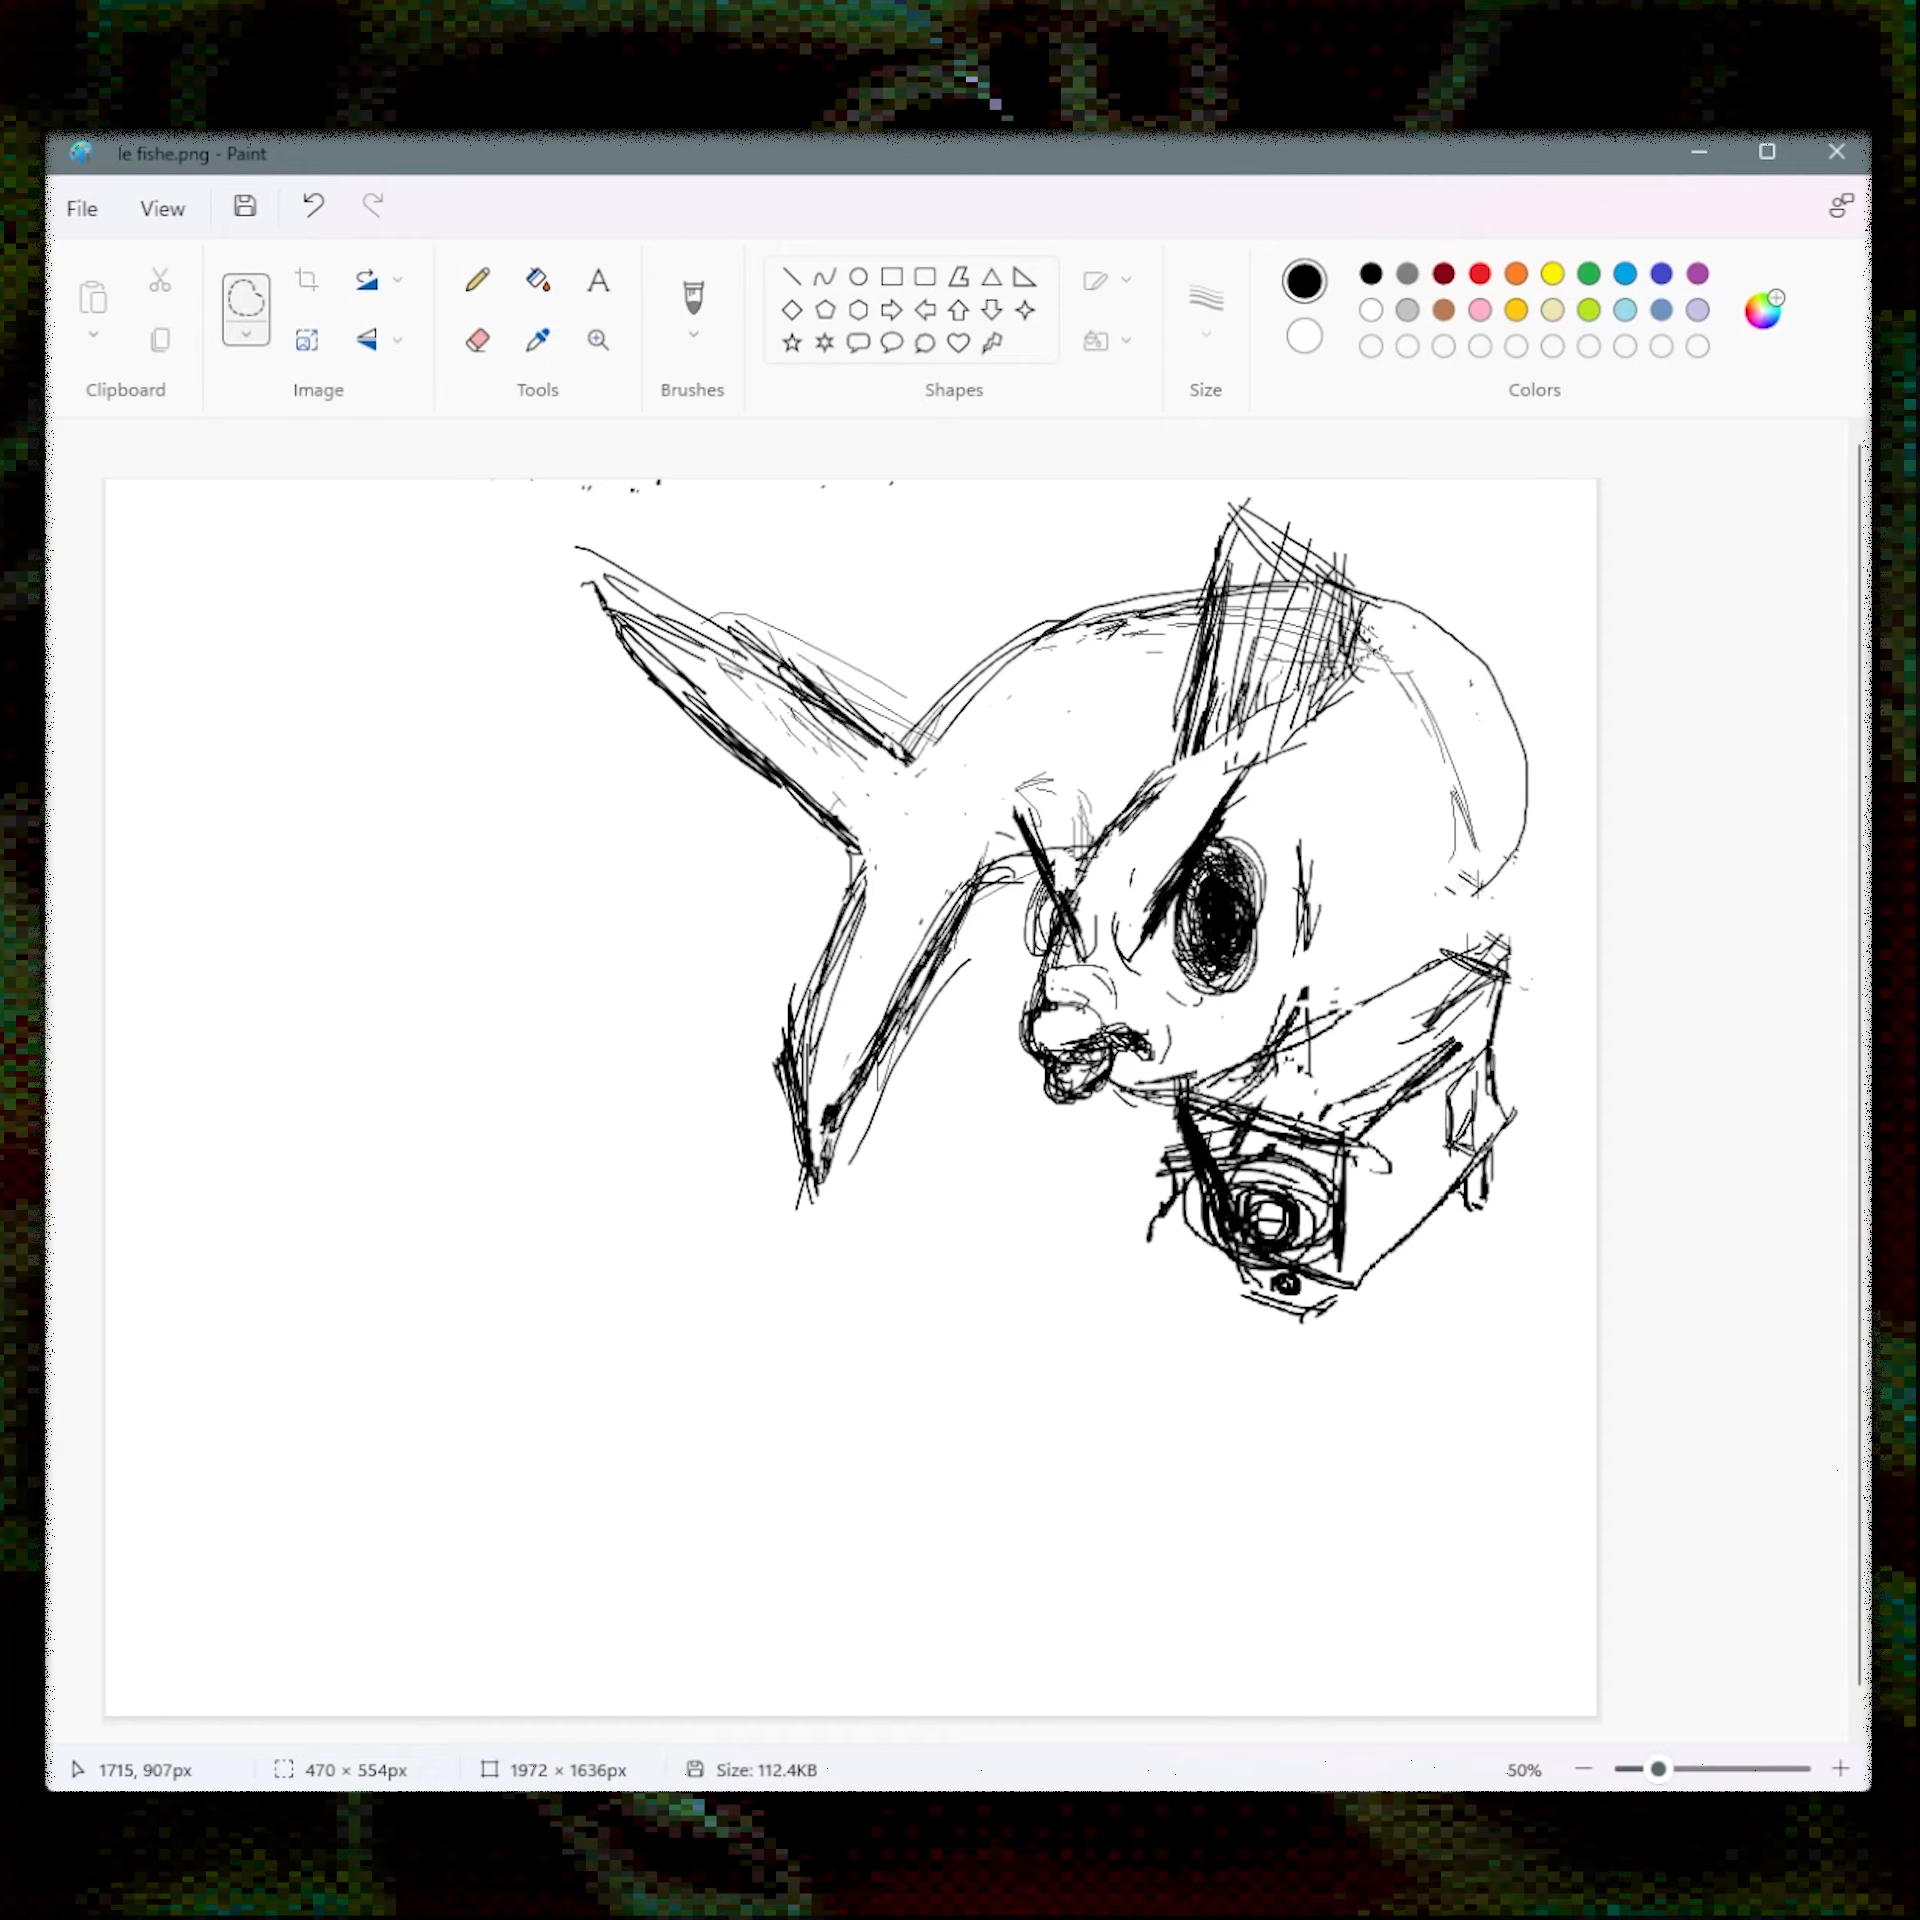 le fishe.png - Paint
File View
Clipboard Image Tools Brushes Shapes Size Colors
1715, 907px 470 × 554px 1972 × 1636px Size: 112.4KB 50%